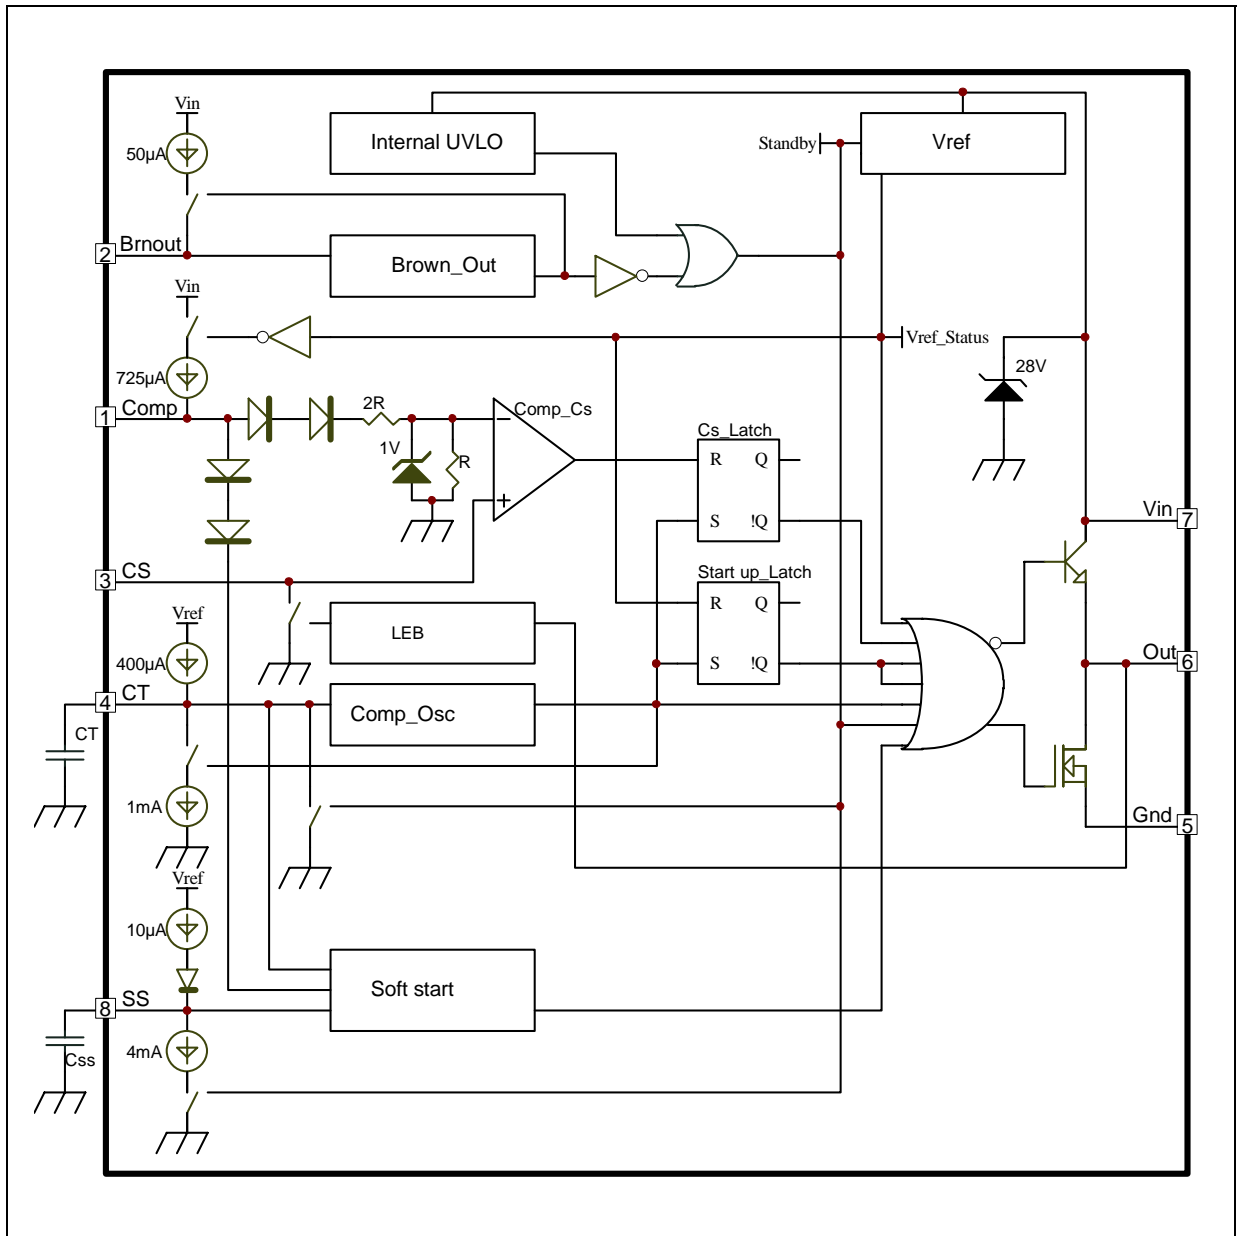 Vin
50µA
Internal UVLO
Standby
Vref
2
Brnout
Brown_Out
Vin
Vref_Status
725µA
28V
1
Comp
2R
Comp_Cs
1V
R
Cs_Latch
R
Q
S
!Q
Vin
7
3
CS
Start up_Latch
R
Q
S
!Q
Vref
LEB
400µA
Out
6
4
CT
CT
Comp_Osc
1mA
Gnd
5
Vref
10µA
Soft start
8
SS
4mA
Css